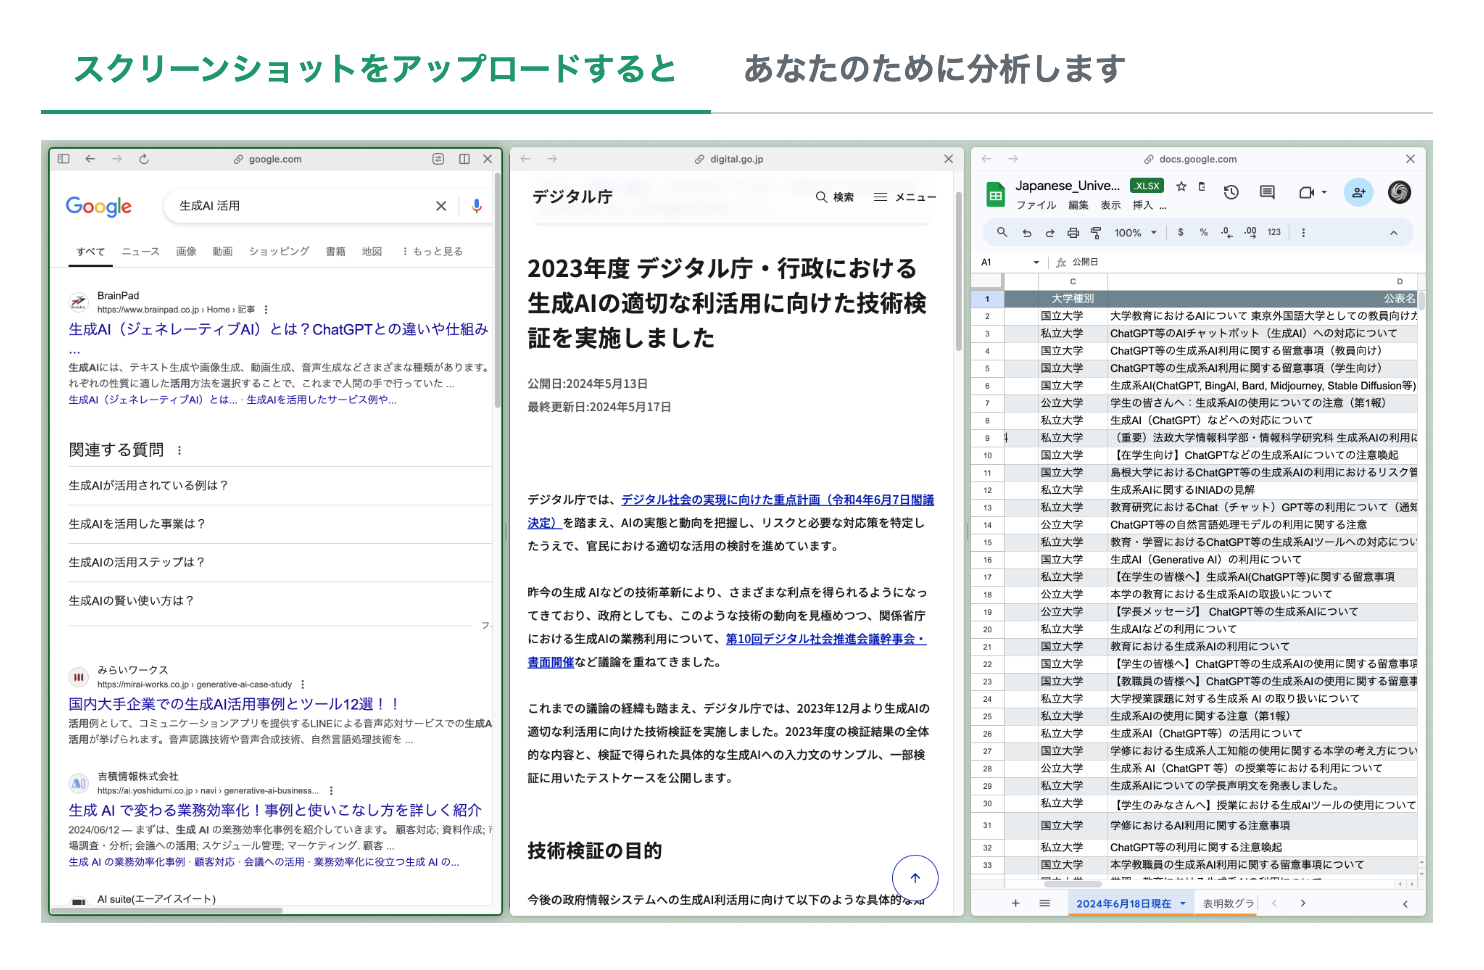 スクリーンショットをアップロードすると
あなたのために分析します
google.com
Google
生成AI 活用
すべて ニュース 画像 動画 ショッピング 書籍 地図 もっと見る
BrainPad
https://www.brainpad.co.jp › Home › 記事
生成AI（ジェネレーティブAI）とは？ChatGPTとの違いや仕組み
...
生成AIには、テキスト生成や画像生成、動画生成、音声生成などさまざまな種類があります。
れぞれの性質に適した活用方法を選択することで、これまで人間の手で行っていた ...
生成AI（ジェネレーティブAI）とは... · 生成AIを活用したサービス例や...
関連する質問
生成AIが活用されている例は？
生成AIを活用した事業は？
生成AIの活用ステップは？
生成AIの賢い使い方は？
みらいワークス
https://mirai-works.co.jp › generative-ai-case-study
国内大手企業での生成AI活用事例とツール12選！！
活用例として、コミュニケーションアプリを提供するLINEによる音声応対サービスでの生成A
活用が挙げられます。音声認識技術や音声合成技術、自然言語処理技術を ...
吉積情報株式会社
https://ai.yoshidumi.co.jp › navi › generative-ai-business...
生成 AI で変わる業務効率化！事例と使いこなし方を詳しく紹介
2024/06/12 — まずは、生成 AI の業務効率化事例を紹介していきます。 顧客対応; 資料作成;
場調査・分析; 会議への活用; スケジュール管理; マーケティング. 顧客 ...
生成 AI の業務効率化事例 · 顧客対応 · 会議への活用 · 業務効率化に役立つ生成 AI の...
AI suite(エーアイスイート)
digital.go.jp
デジタル庁
検索 メニュー
2023年度 デジタル庁・行政における
生成AIの適切な利活用に向けた技術検
証を実施しました
公開日:2024年5月13日
最終更新日:2024年5月17日
デジタル庁では、デジタル社会の実現に向けた重点計画（令和4年6月7日閣議
決定）を踏まえ、AIの実態と動向を把握し、リスクと必要な対応策を特定し
たうえで、官民における適切な活用の検討を進めています。
昨今の生成 AIなどの技術革新により、さまざまな利点を得られるようになっ
てきており、政府としても、このような技術の動向を見極めつつ、関係省庁
における生成AIの業務利用について、第10回デジタル社会推進会議幹事会・
書面開催など議論を重ねてきました。
これまでの議論の経緯も踏まえ、デジタル庁では、2023年12月より生成AIの
適切な利活用に向けた技術検証を実施しました。2023年度の検証結果の全体
的な内容と、検証で得られた具体的な生成AIへの入力文のサンプル、一部検
証に用いたテストケースを公開します。
技術検証の目的
今後の政府情報システムへの生成AI利活用に向けて以下のような具体的な知
docs.google.com
Japanese_Unive... .XLSX
ファイル 編集 表示 挿入 ...
100% $ % .0 .00 123
A1 fx 公開日
C D
1 大学種別 公表名
2 国立大学 大学教育におけるAIについて 東京外国語大学としての教員向けガ
3 私立大学 ChatGPT等のAIチャットボット（生成AI）への対応について
4 国立大学 ChatGPT等の生成系AI利用に関する留意事項（教員向け）
5 国立大学 ChatGPT等の生成系AI利用に関する留意事項（学生向け）
6 国立大学 生成系AI(ChatGPT, BingAI, Bard, Midjourney, Stable Diffusion等)
7 公立大学 学生の皆さんへ：生成系AIの使用についての注意（第1報）
8 私立大学 生成AI（ChatGPT）などへの対応について
9 私立大学 （重要）法政大学情報科学部・情報科学研究科 生成系AIの利用に
10 国立大学 【在学生向け】ChatGPTなどの生成系AIについての注意喚起
11 国立大学 島根大学におけるChatGPT等の生成系AIの利用におけるリスク管
12 私立大学 生成系AIに関するINIADの見解
13 私立大学 教育研究におけるChat（チャット）GPT等の利用について（通知
14 公立大学 ChatGPT等の自然言語処理モデルの利用に関する注意
15 私立大学 教育・学習におけるChatGPT等の生成系AIツールへの対応につい
16 国立大学 生成AI（Generative AI）の利用について
17 私立大学 【在学生の皆様へ】生成系AI(ChatGPT等)に関する留意事項
18 公立大学 本学の教育における生成系AIの取扱いについて
19 公立大学 【学長メッセージ】 ChatGPT等の生成系AIについて
20 私立大学 生成AIなどの利用について
21 国立大学 教育における生成系AIの利用について
22 国立大学 【学生の皆様へ】ChatGPT等の生成系AIの使用に関する留意事項
23 国立大学 【教職員の皆様へ】ChatGPT等の生成系AIの使用に関する留意事
24 私立大学 大学授業課題に対する生成系 AI の取り扱いについて
25 私立大学 生成系AIの使用に関する注意（第1報）
26 私立大学 生成系AI（ChatGPT等）の活用について
27 国立大学 学修における生成系人工知能の使用に関する本学の考え方につい
28 公立大学 生成系 AI（ChatGPT 等）の授業等における利用について
29 私立大学 生成系AIについての学長声明文を発表しました。
30 私立大学 【学生のみなさんへ】授業における生成AIツールの使用について
31 国立大学 学修におけるAI利用に関する注意事項
32 私立大学 ChatGPTの利用に関する注意喚起
33 国立大学 本学教職員の生成系AI利用に関する留意事項について
2024年6月18日現在 表明数グラ